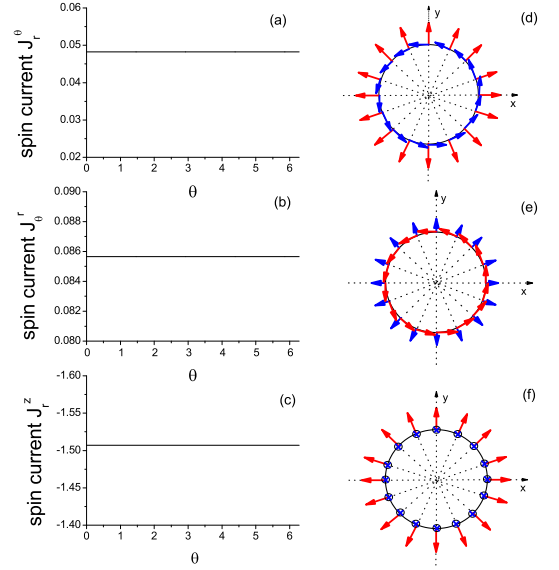 0.06
(a)
0.05
0.04
0.03
0.02
spin current J_r^θ
0 1 2 3 4 5 6
θ
(d)
y
x
0.090
(b)
0.088
0.086
0.084
0.082
0.080
spin current J_θ^r
0 1 2 3 4 5 6
θ
(e)
y
x
-1.60
(c)
-1.55
-1.50
-1.45
-1.40
spin current J_r^z
0 1 2 3 4 5 6
θ
(f)
y
x